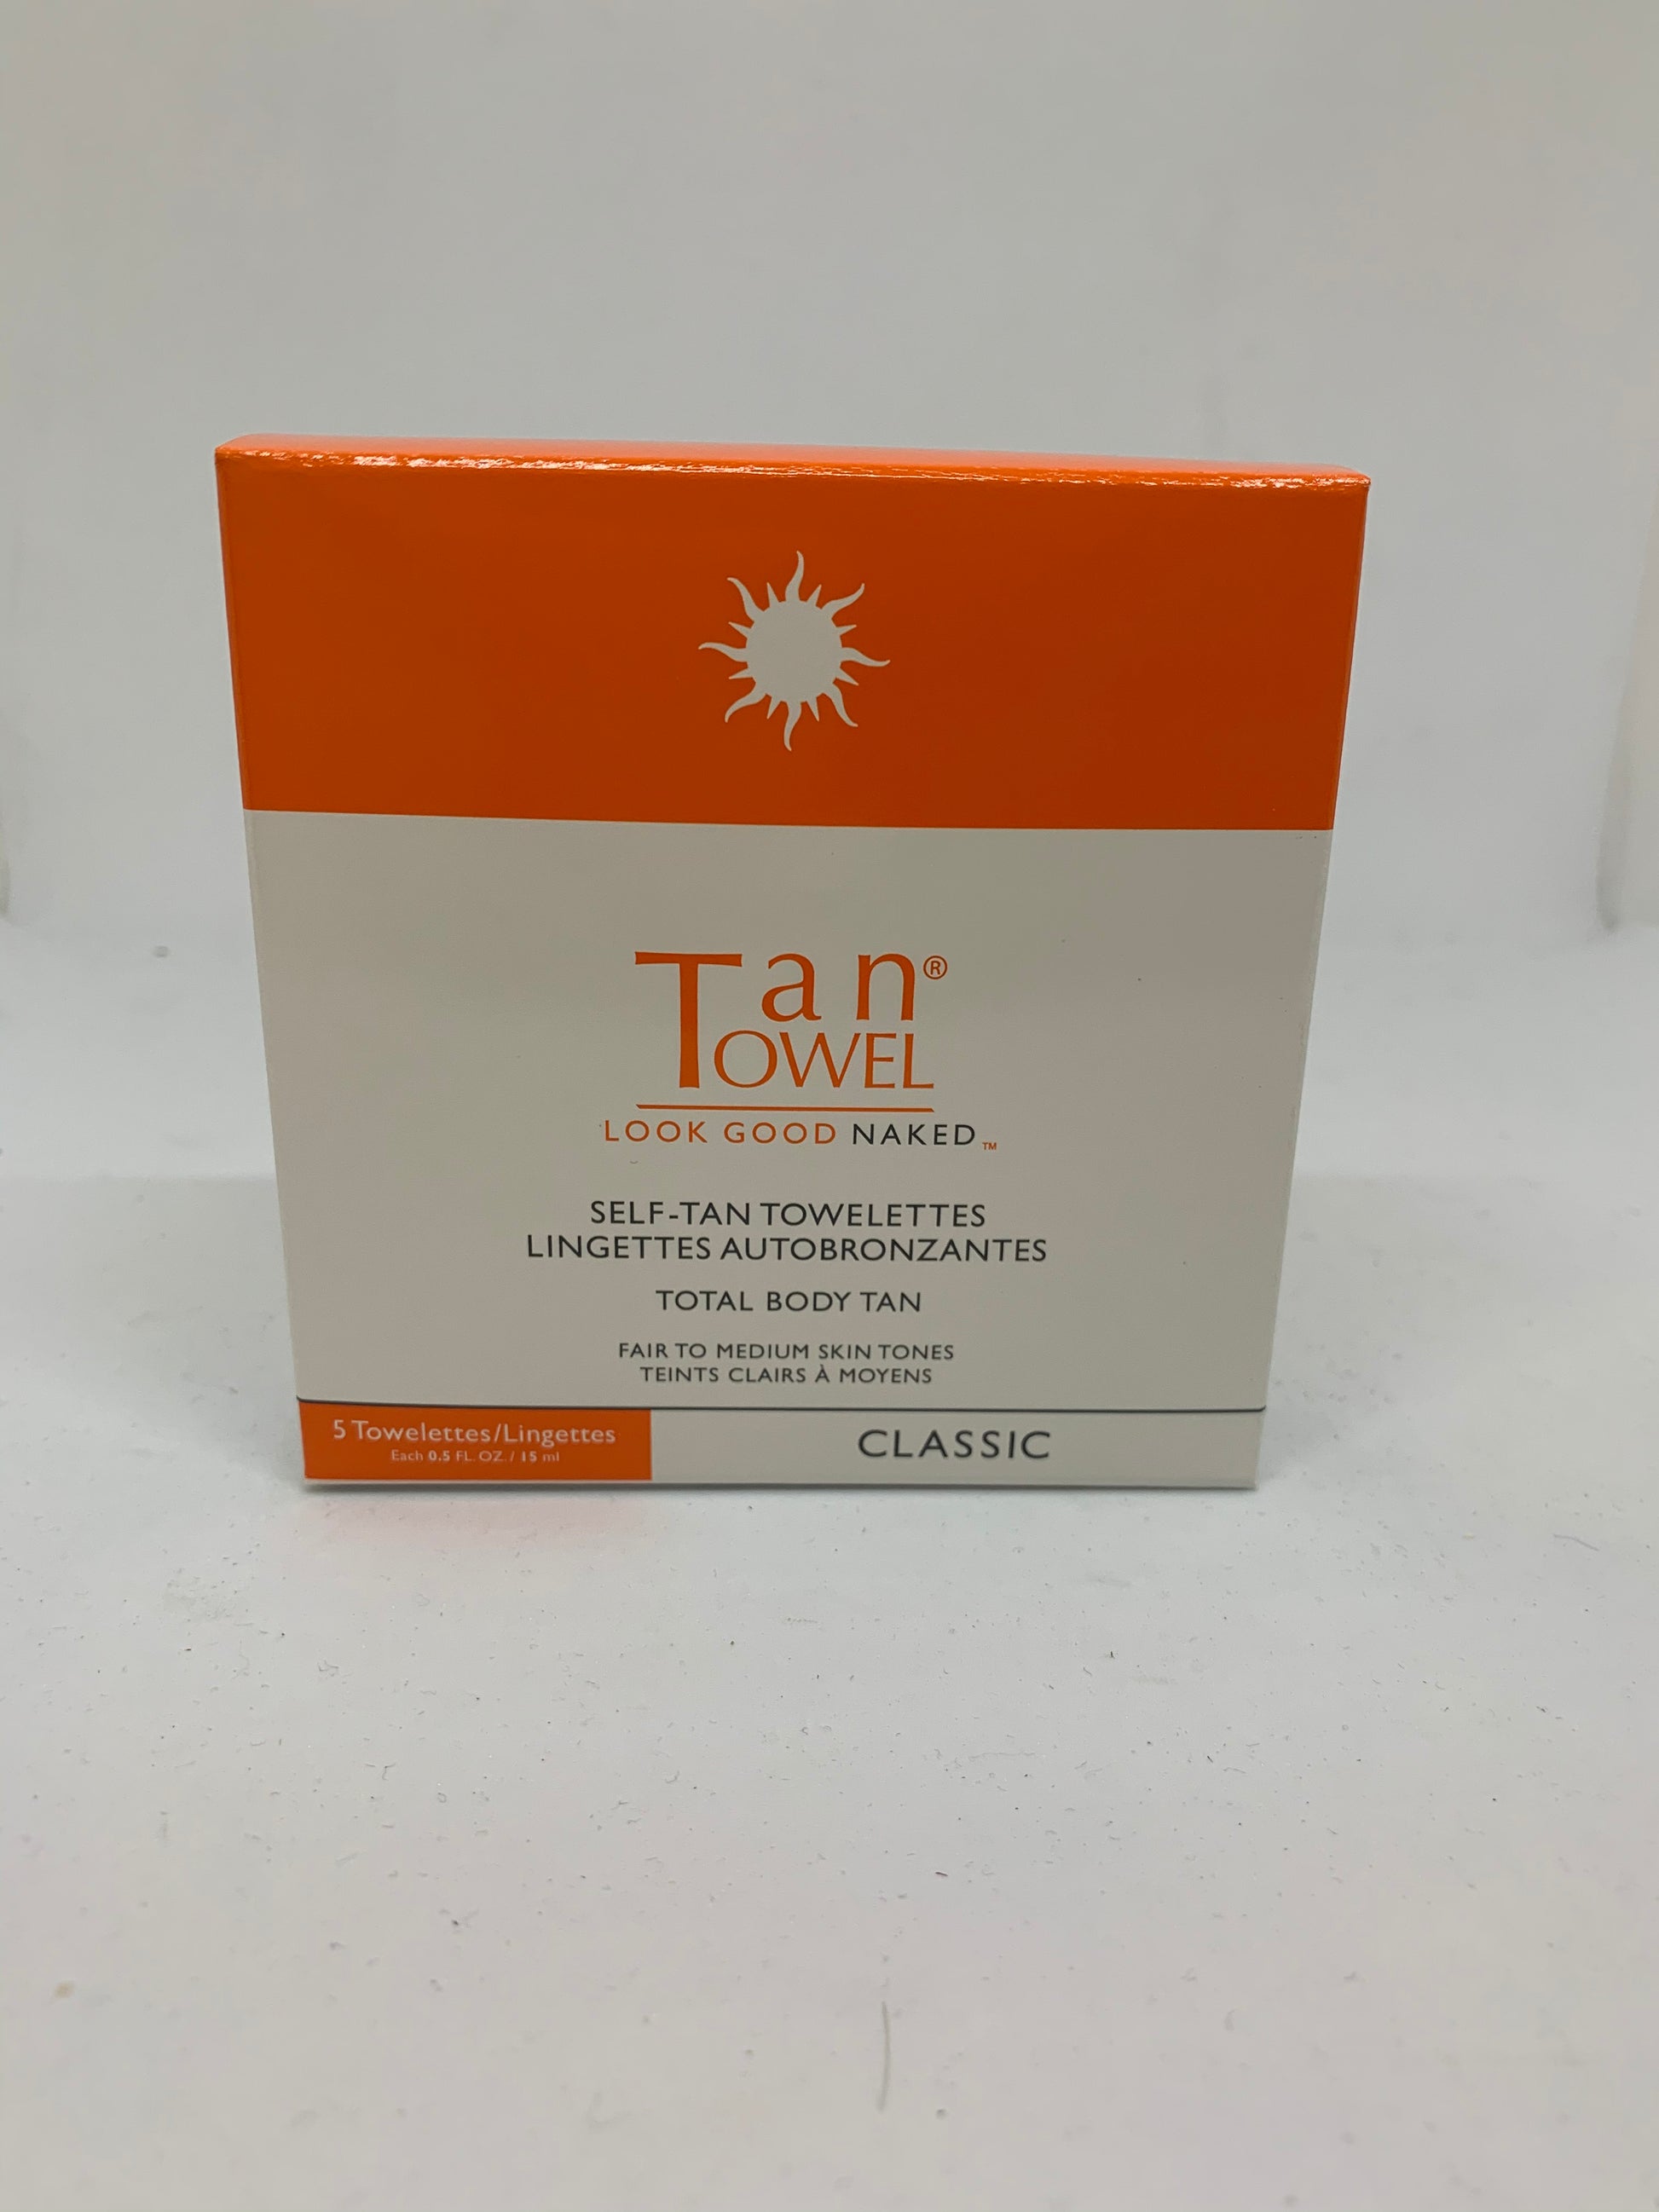 Tan®
TOWEL
LOOK GOOD NAKED™
SELF-TAN TOWELETTES
LINGETTES AUTOBRONZANTES
TOTAL BODY TAN
FAIR TO MEDIUM SKIN TONES
TEINTS CLAIRS À MOYENS
5 Towelettes/Lingettes
Each 0.5 FL. OZ. / 15 ml
CLASSIC